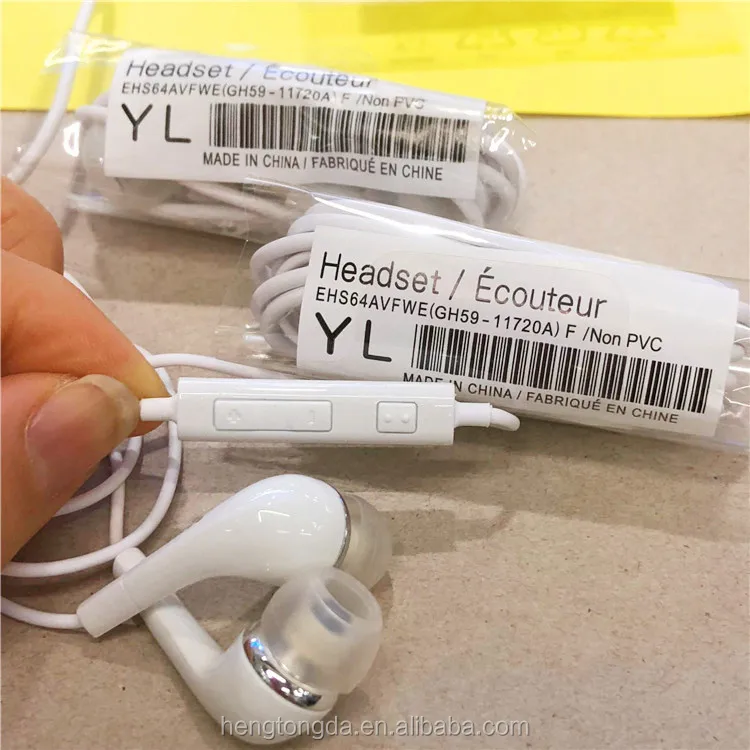 Headset / Écouteur
EHS64AVFWE(GH59-11720A) F /Non PVC
YL
MADE IN CHINA / FABRIQUÉ EN CHINE
Headset / Écouteur
EHS64AVFWE(GH59-11720A) F /Non PVC
YL
MADE IN CHINA / FABRIQUÉ EN CHINE
+ -
hengtongda.en.alibaba.com